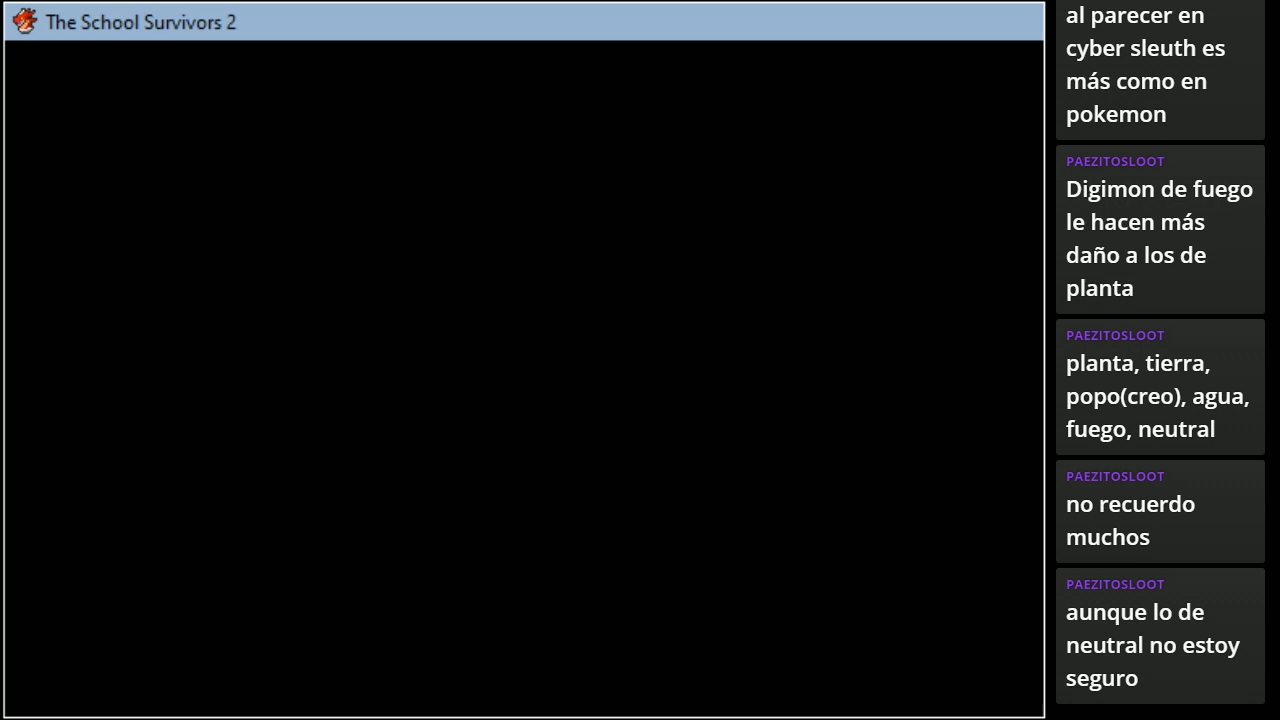 The School Survivors 2
al parecer en
cyber sleuth es
más como en
pokemon
PAEZITOSLOOT
Digimon de fuego
le hacen más
daño a los de
planta
PAEZITOSLOOT
planta, tierra,
popo(creo), agua,
fuego, neutral
PAEZITOSLOOT
no recuerdo
muchos
PAEZITOSLOOT
aunque lo de
neutral no estoy
seguro